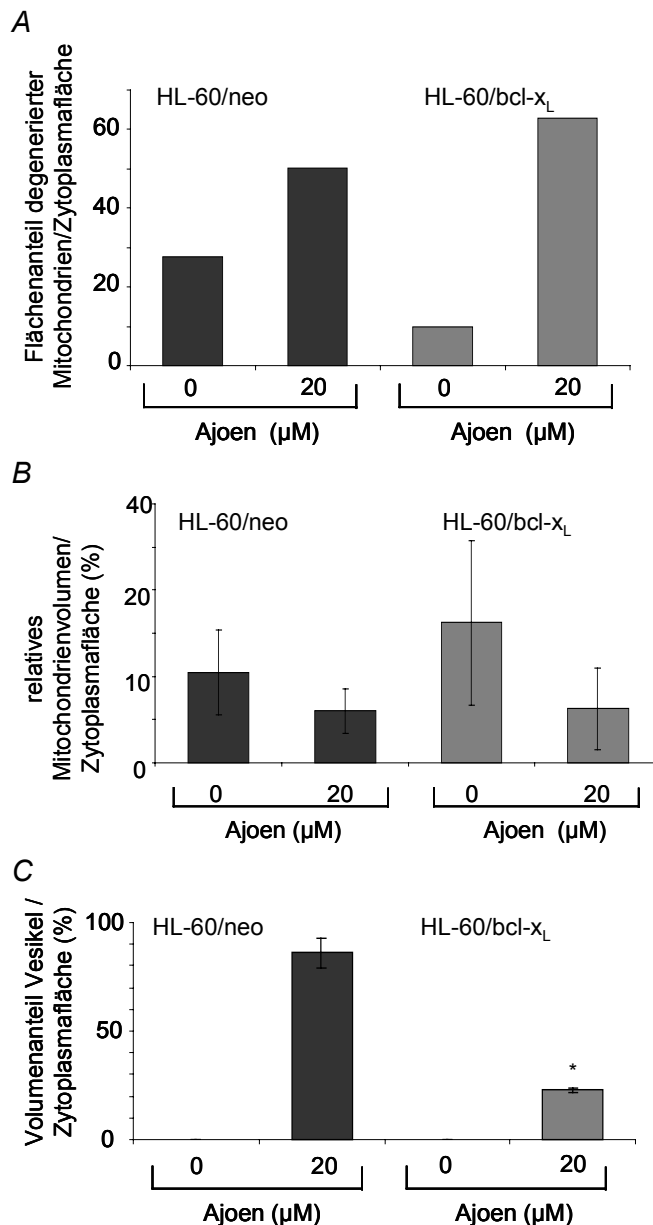 A
Flächenanteil degenerierter
Mitochondrien/Zytoplasmafläche
HL-60/neo
HL-60/bcl-xL
60
40
20
0
0
20
0
20
Ajoen (µM)
Ajoen (µM)
B
relatives
Mitochondrienvolumen/
Zytoplasmafläche (%)
HL-60/neo
HL-60/bcl-xL
40
20
10
0
0
20
0
20
Ajoen (µM)
Ajoen (µM)
C
Volumenanteil Vesikel /
Zytoplasmafläche (%)
HL-60/neo
HL-60/bcl-xL
100
50
0
*
0
20
0
20
Ajoen (µM)
Ajoen (µM)